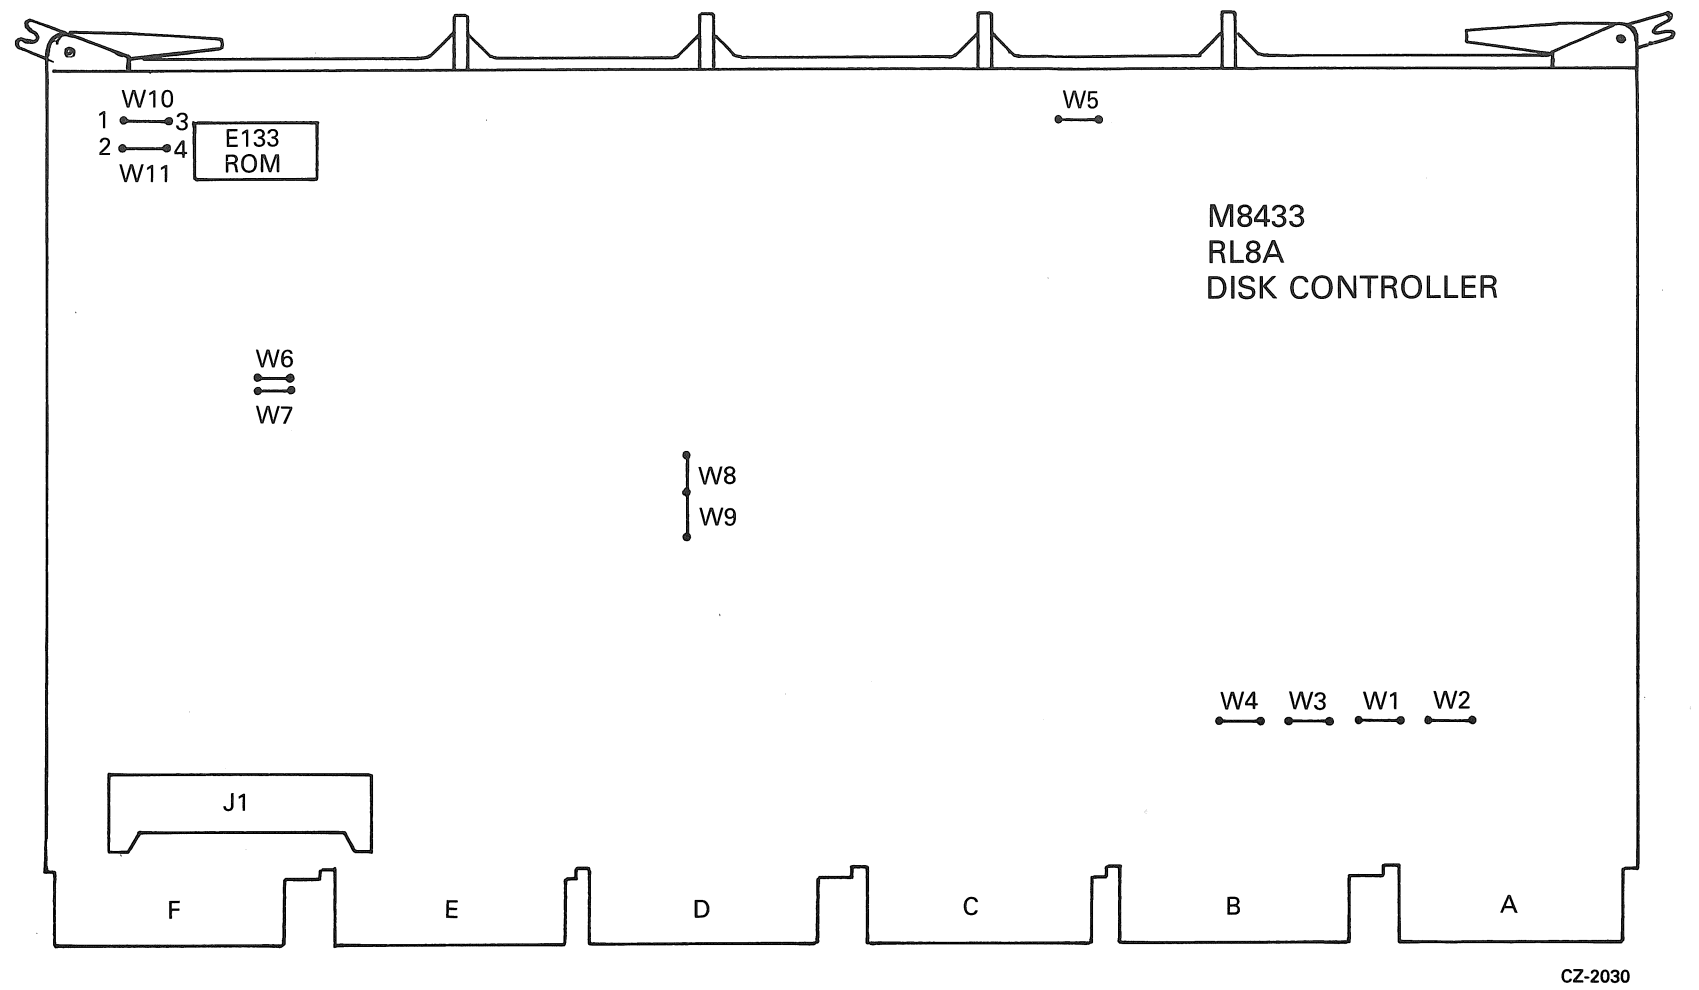 W10
1 3
2 4
W11
E133
ROM
W5
M8433
RL8A
DISK CONTROLLER
W6
W7
W8
W9
W4 W3 W1 W2
J1
F E D C B A
CZ-2030